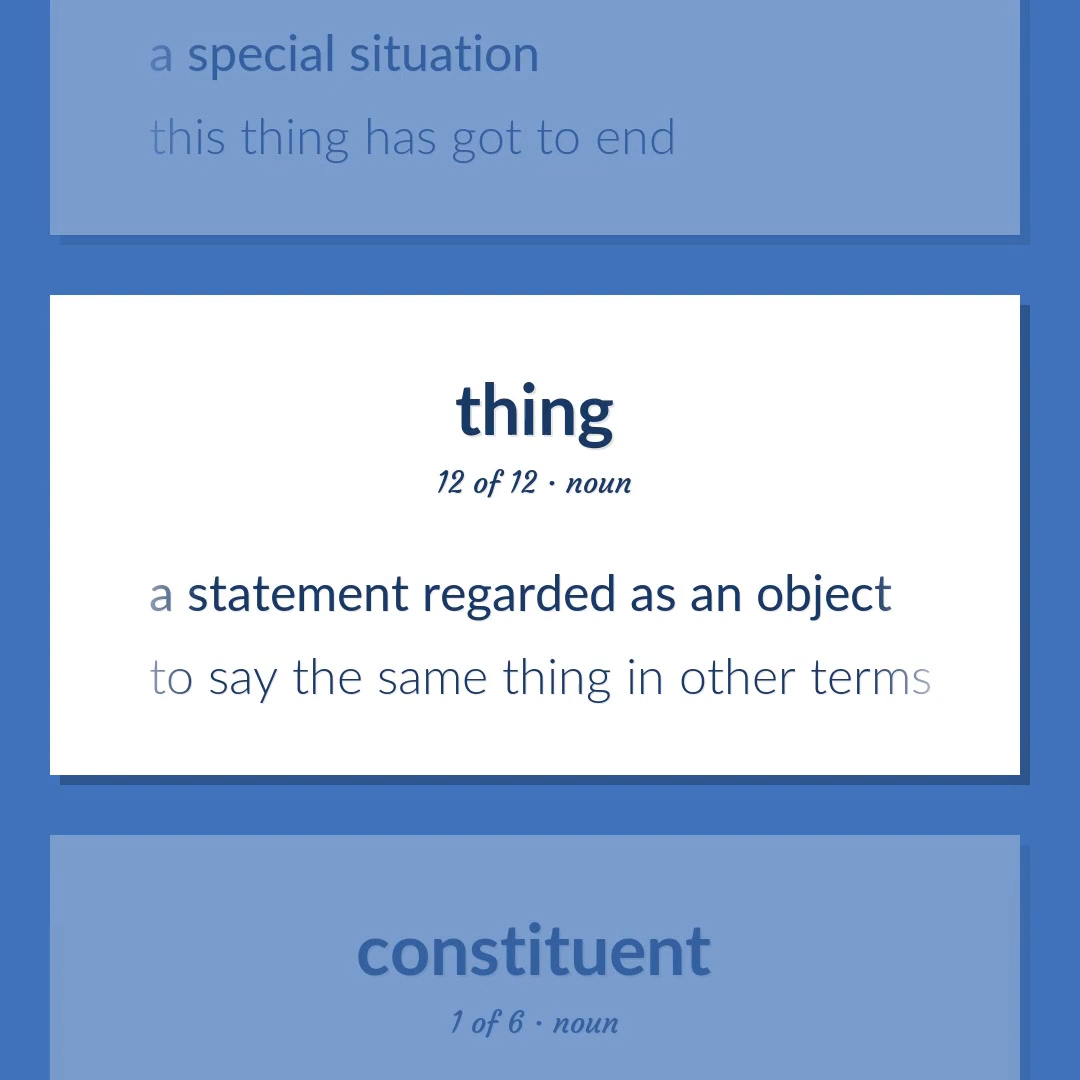 a special situation
this thing has got to end
thing
12 of 12 · noun
a statement regarded as an object
to say the same thing in other terms
constituent
1 of 6 · noun